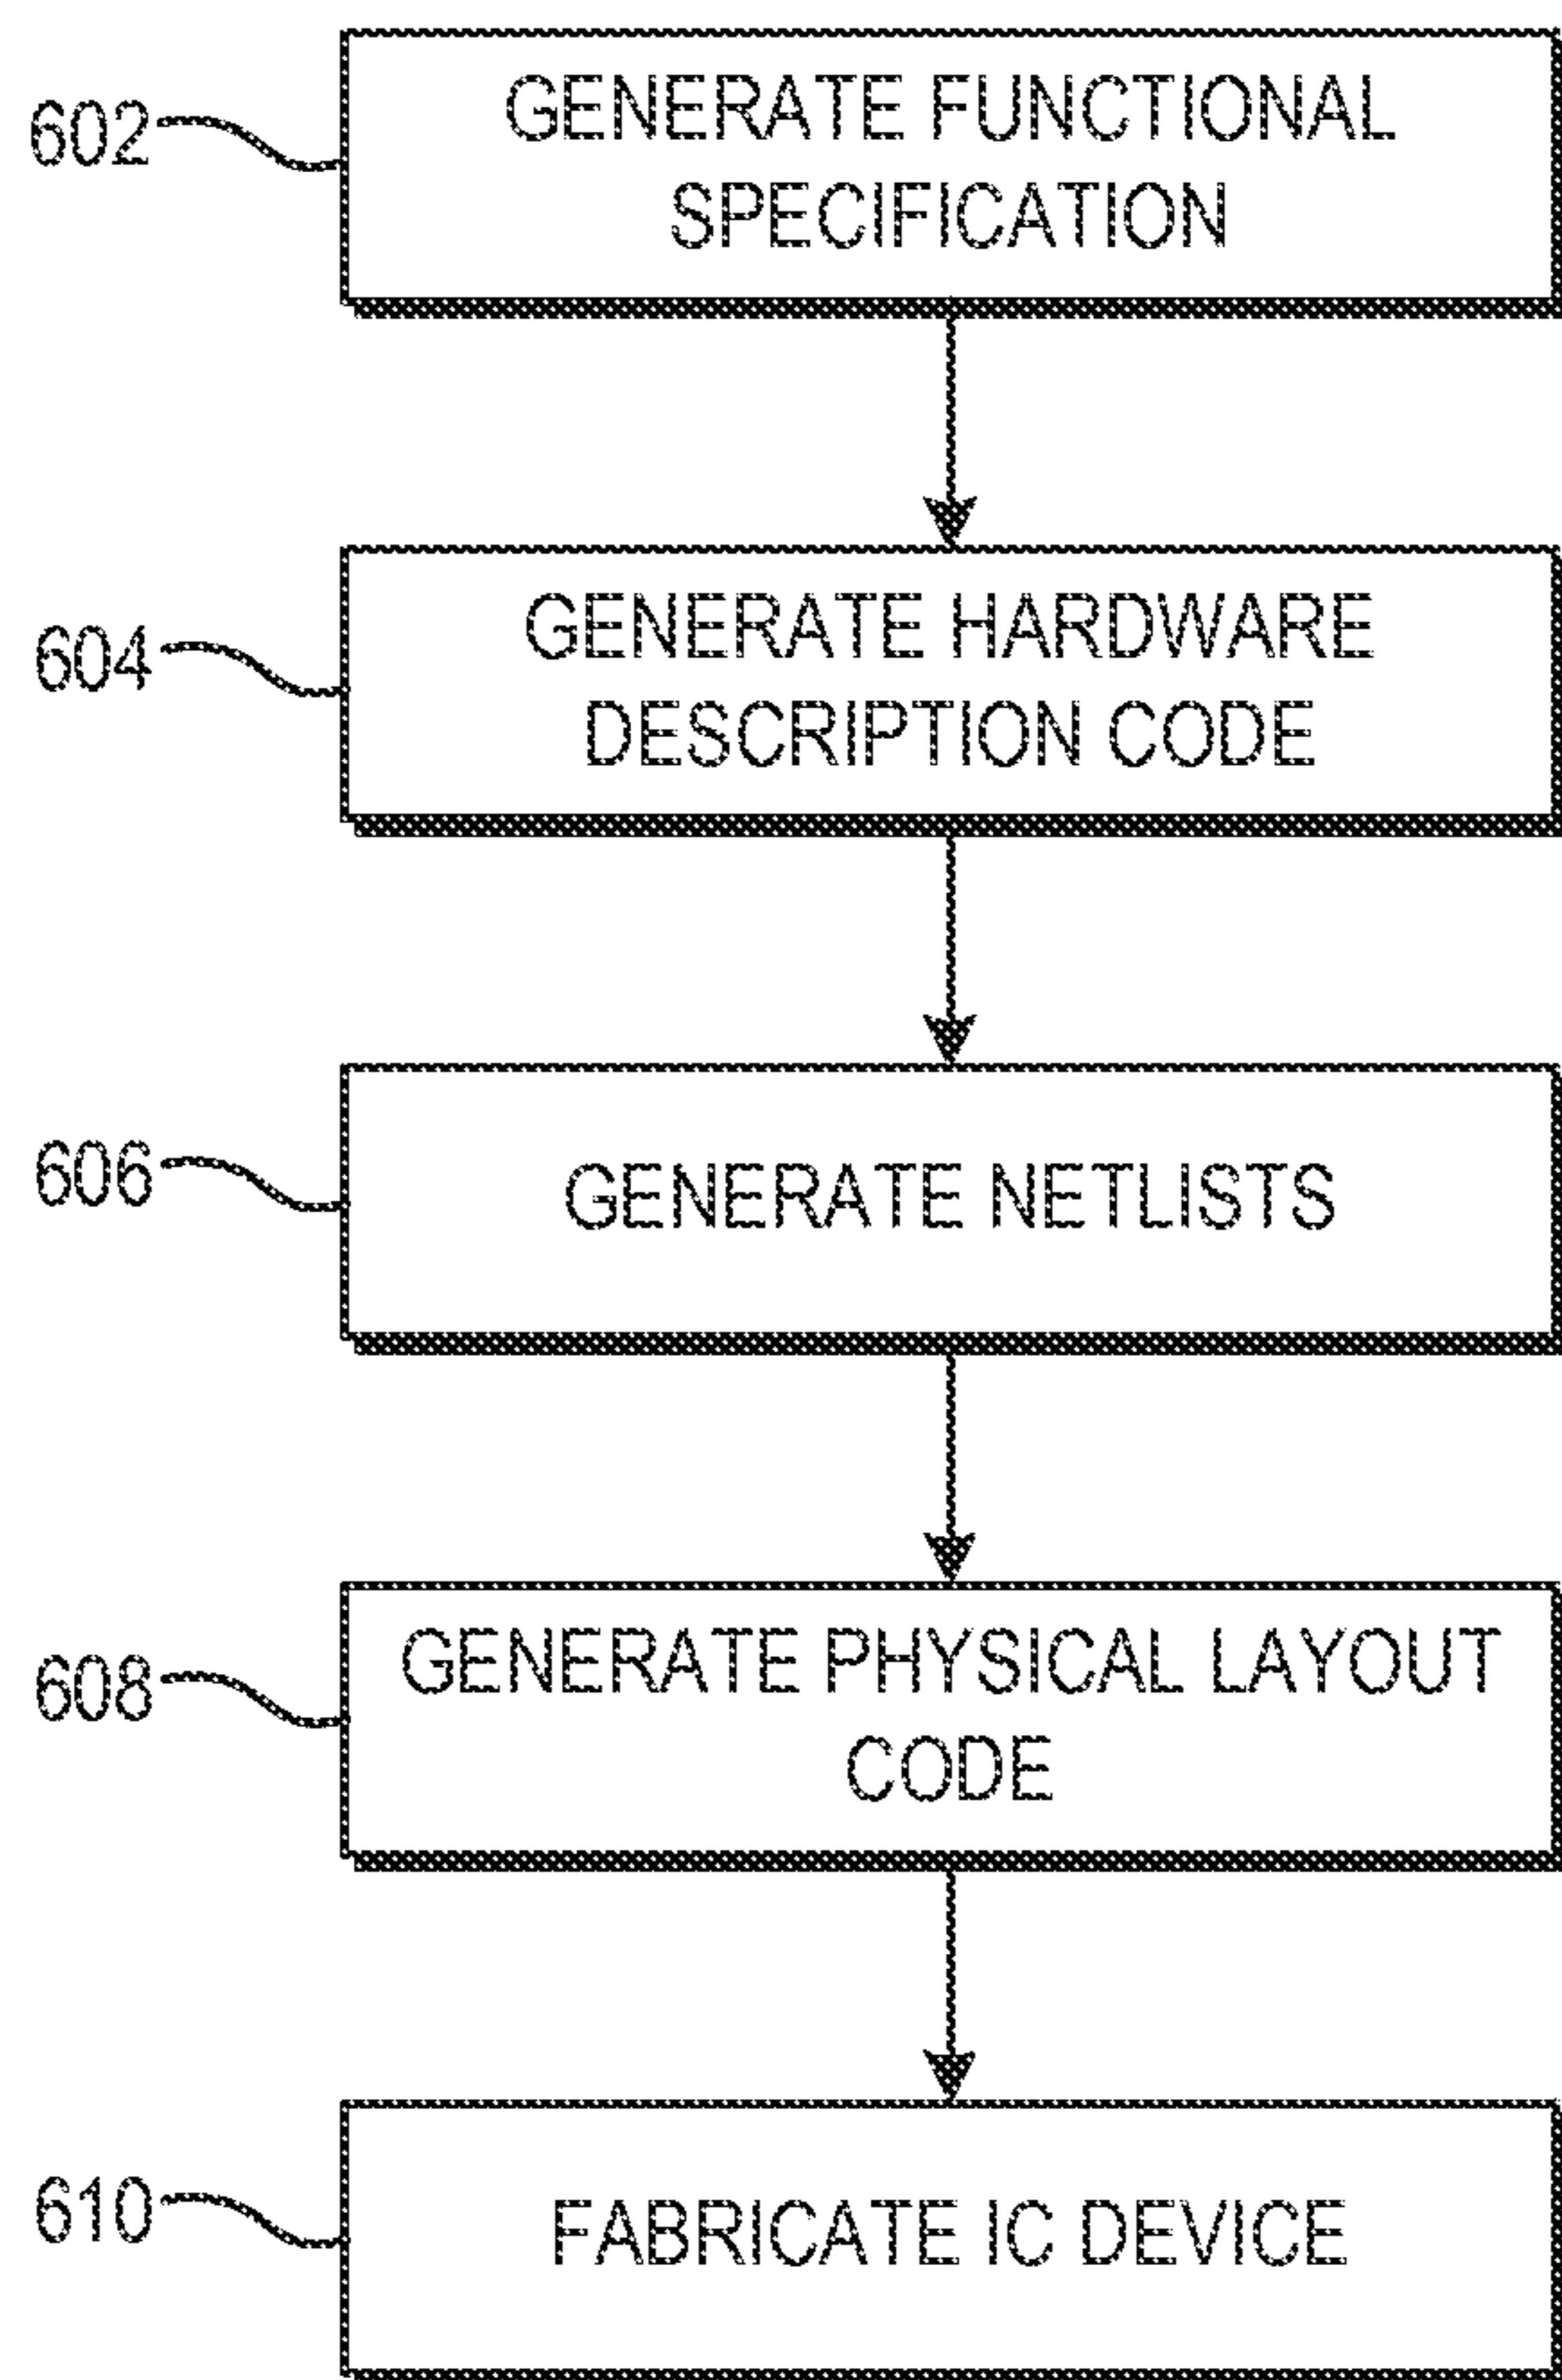 602
GENERATE FUNCTIONAL
SPECIFICATION
604
GENERATE HARDWARE
DESCRIPTION CODE
606
GENERATE NETLISTS
608
GENERATE PHYSICAL LAYOUT
CODE
610
FABRICATE IC DEVICE